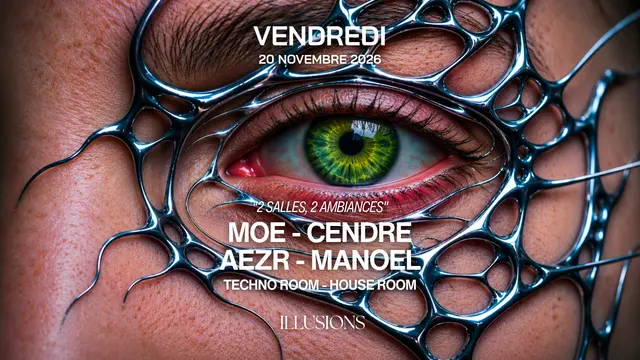 VENDREDI
20 NOVEMBRE 2026
"2 SALLES, 2 AMBIANCES"
MOE - CENDRE
AEZR - MANOEL
TECHNO ROOM - HOUSE ROOM
ILLUSIONS